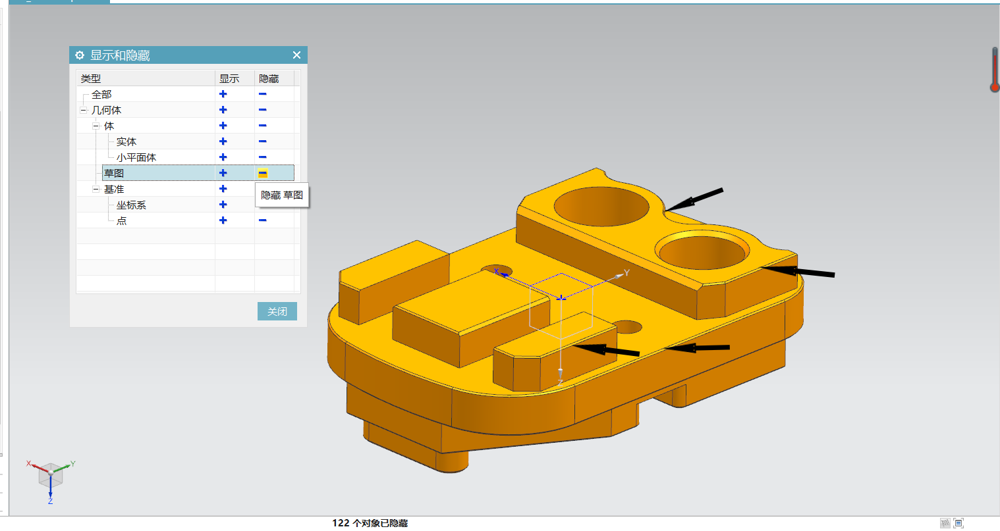 显示和隐藏
类型 显示 隐藏
全部
几何体
体
实体
小平面体
草图
基准
隐藏 草图
坐标系
点
关闭
X
Y
Z
X
Y
Z
122 个对象已隐藏